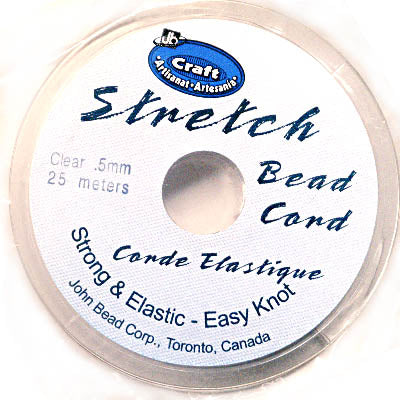 jb
Craft
Artisanat • Artesanía
Stretch
Clear .5mm
25 meters
Bead
Cord
Corde Elastique
Strong & Elastic - Easy Knot
John Bead Corp., Toronto, Canada